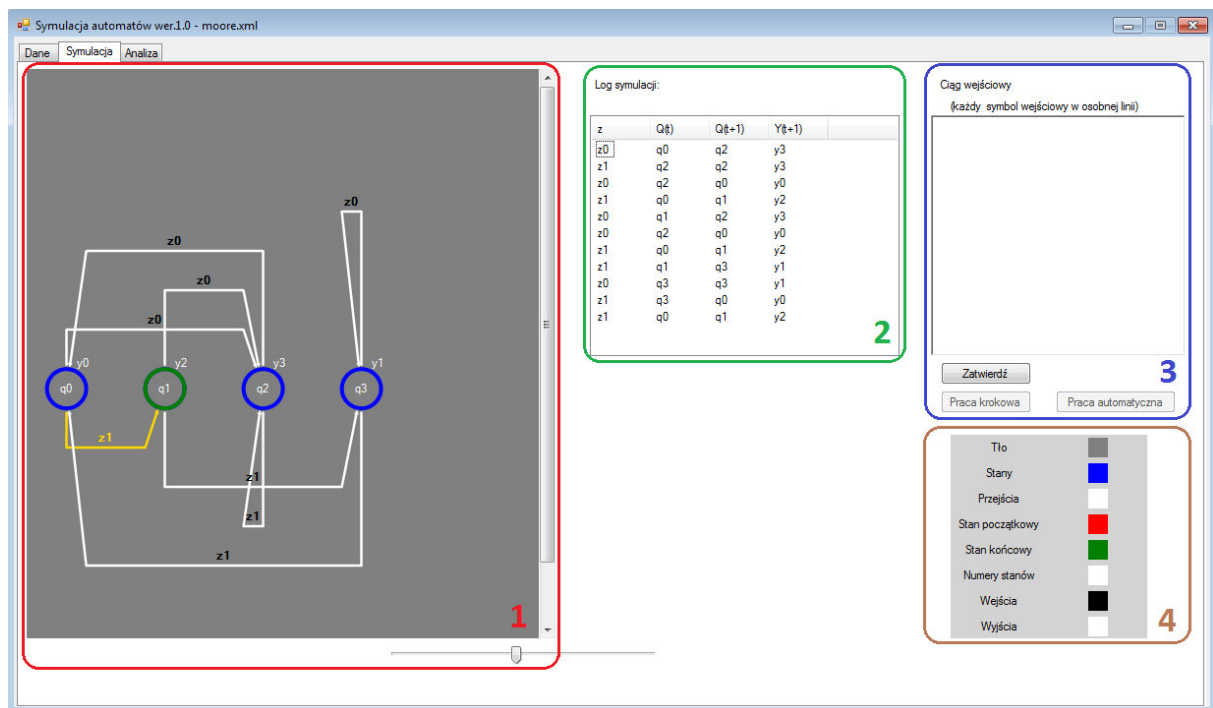 Symulacja automatów wer.1.0 - moore.xml
Dane Symulacja Analiza
z0
z0
z0
z0
y0 y2 y3 y1
q0 q1 q2 q3
z1
z1
z1
z1
1
Log symulacji:
z Q(t) Q(t+1) Y(t+1)
z0 q0 q2 y3
z1 q2 q2 y3
z0 q2 q0 y0
z1 q0 q1 y2
z0 q1 q2 y3
z0 q2 q0 y0
z1 q0 q1 y2
z1 q1 q3 y1
z0 q3 q3 y1
z1 q3 q0 y0
z1 q0 q1 y2
2
Ciąg wejściowy
(każdy symbol wejściowy w osobnej linii)
Zatwierdź
3
Praca krokowa Praca automatyczna
Tło
Stany
Przejścia
Stan początkowy
Stan końcowy
Numery stanów
Wejścia
Wyjścia
4